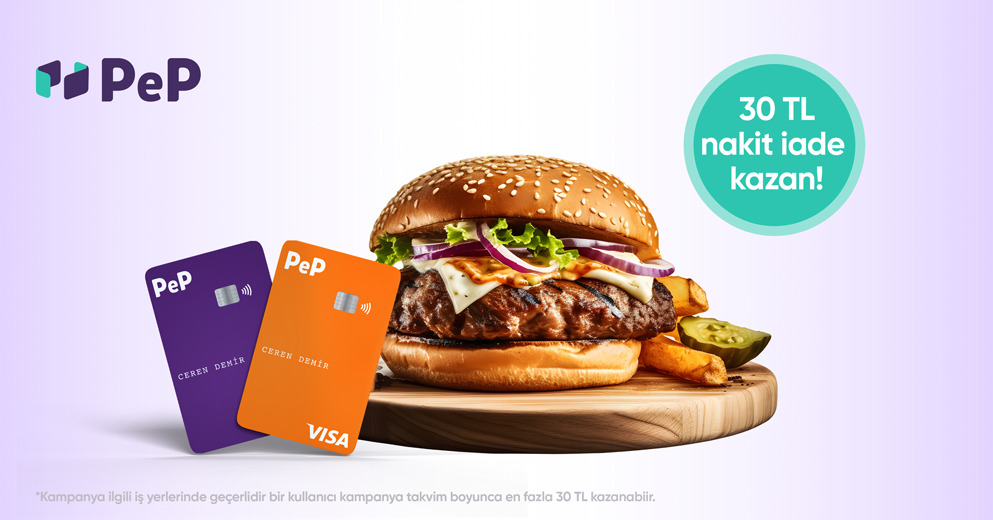 PeP
30 TL
nakit iade
kazan!
PeP
CEREN DEMİR
PeP
CEREN DEMİR
VISA
*Kampanya ilgili iş yerlerinde geçerlidir bir kullanıcı kampanya takvim boyunca en fazla 30 TL kazanabiir.